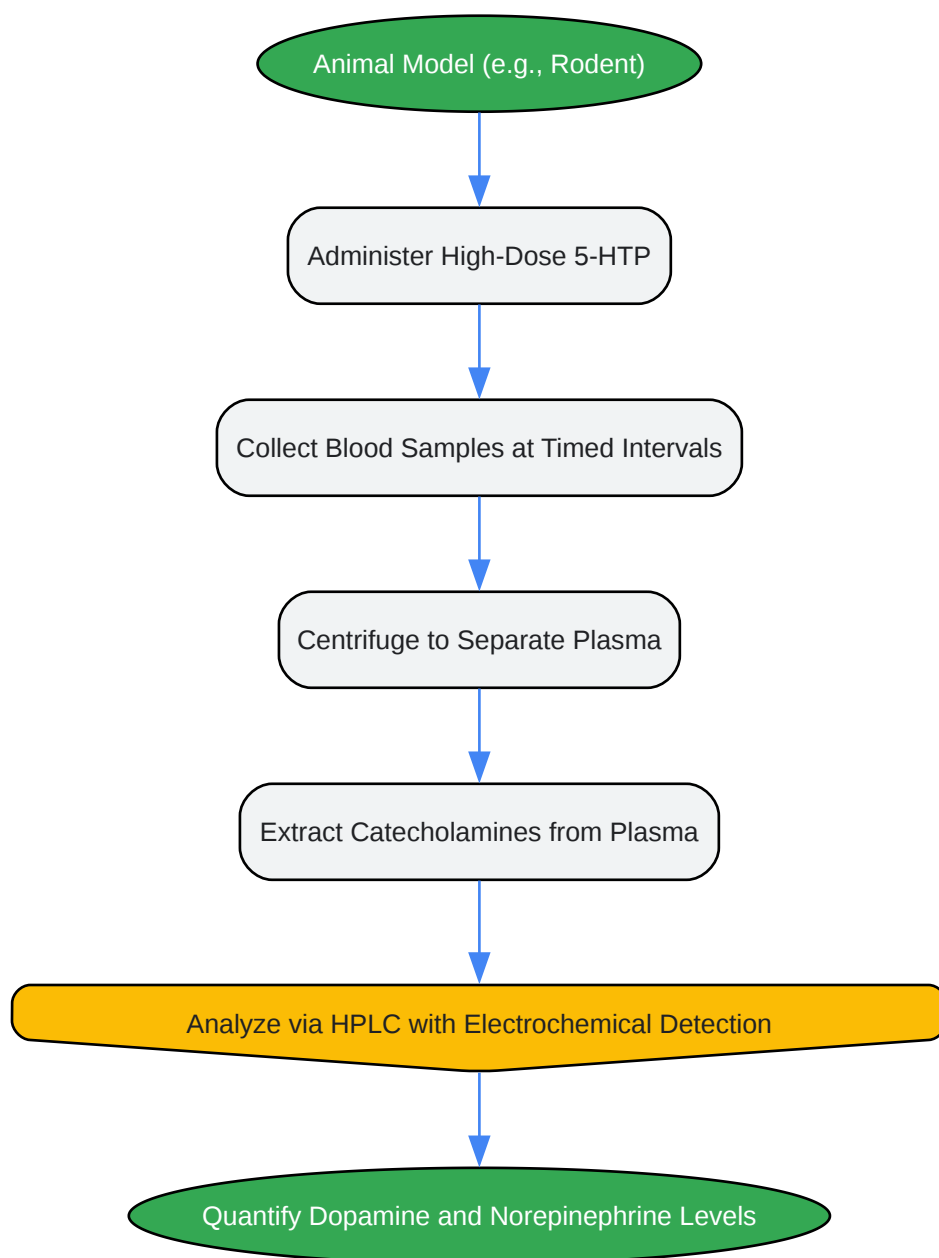 Animal Model (e.g., Rodent)
Administer High-Dose 5-HTP
Collect Blood Samples at Timed Intervals
Centrifuge to Separate Plasma
Extract Catecholamines from Plasma
Analyze via HPLC with Electrochemical Detection
Quantify Dopamine and Norepinephrine Levels